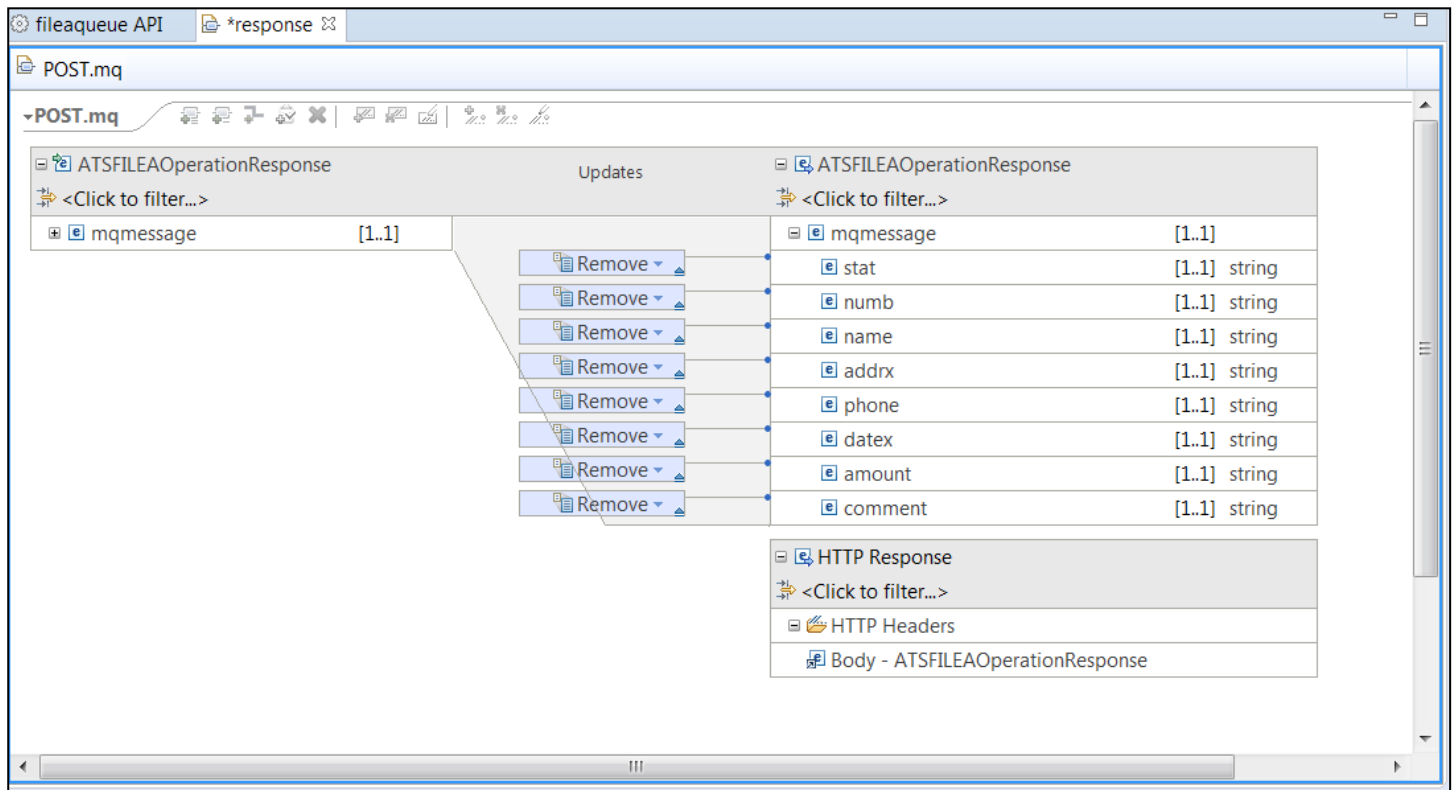 fileaqueue API *response
POST.mq
POST.mq
ATSFILEAOperationResponse Updates ATSFILEAOperationResponse
<Click to filter...> <Click to filter...>
mqmessage [1..1] mqmessage [1..1]
Remove stat [1..1] string
Remove numb [1..1] string
Remove name [1..1] string
Remove addrx [1..1] string
Remove phone [1..1] string
Remove datex [1..1] string
Remove amount [1..1] string
Remove comment [1..1] string
HTTP Response
<Click to filter...>
HTTP Headers
Body - ATSFILEAOperationResponse